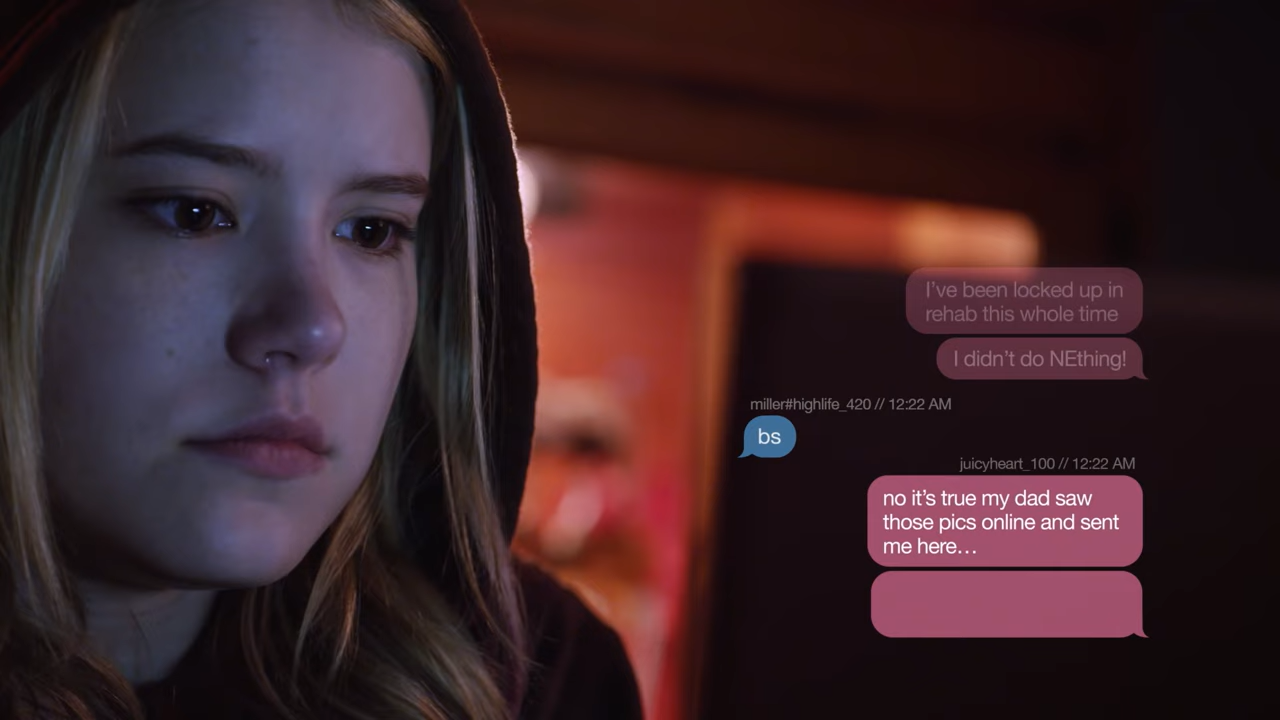 I’ve been locked up in
rehab this whole time
I didn’t do NEthing!
miller#highlife_420 // 12:22 AM
bs
juicyheart_100 // 12:22 AM
no it’s true my dad saw
those pics online and sent
me here…